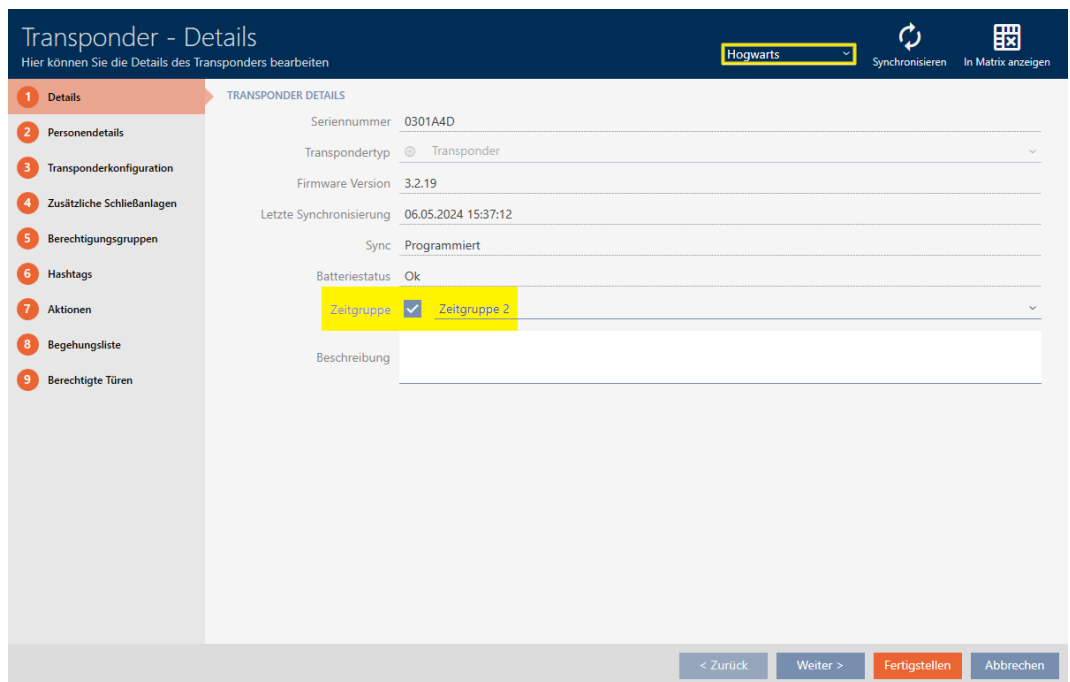 Transponder - Details
Hier können Sie die Details des Transponders bearbeiten
Hogwarts
Synchronisieren
In Matrix anzeigen
1 Details
2 Personendetails
3 Transponderkonfiguration
4 Zusätzliche Schließanlagen
5 Berechtigungsgruppen
6 Hashtags
7 Aktionen
8 Begehungsliste
9 Berechtigte Türen
TRANSPONDER DETAILS
Seriennummer 0301A4D
Transpondertyp Transponder
Firmware Version 3.2.19
Letzte Synchronisierung 06.05.2024 15:37:12
Sync Programmiert
Batteriestatus Ok
Zeitgruppe Zeitgruppe 2
Beschreibung
< Zurück
Weiter >
Fertigstellen
Abbrechen